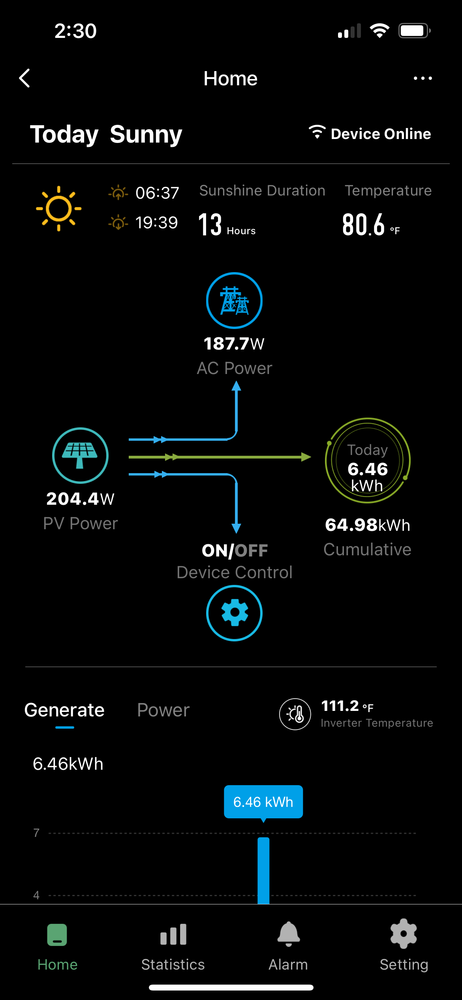 2:30
Home
Today Sunny
Device Online
06:37
19:39
Sunshine Duration
13 Hours
Temperature
80.6 °F
187.7W
AC Power
204.4W
PV Power
Today
6.46
kWh
64.98kWh
Cumulative
ON/OFF
Device Control
Generate
Power
111.2 °F
Inverter Temperature
6.46kWh
6.46 kWh
7
4
Home
Statistics
Alarm
Setting